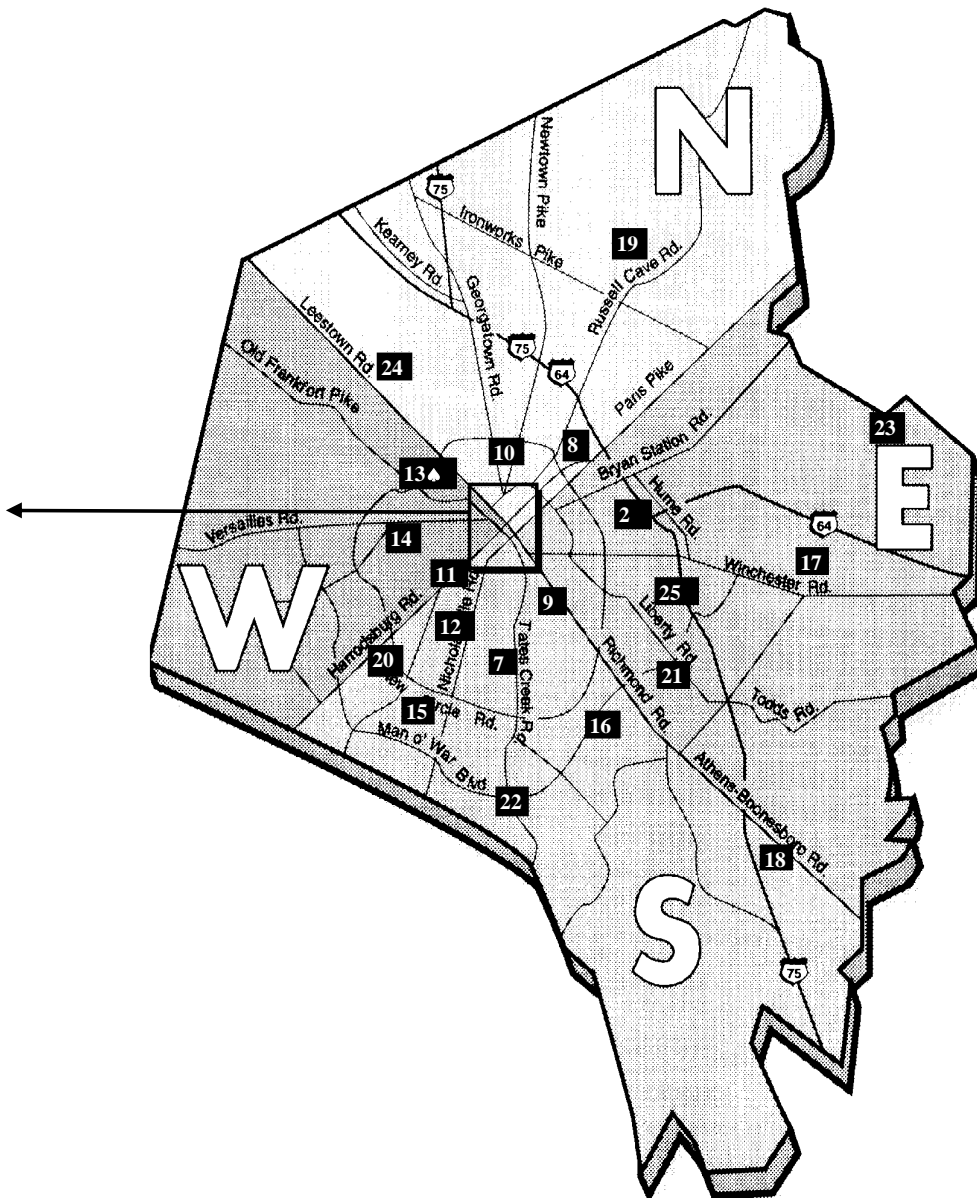 N
Newtown Pike
75
Ironworks Pike
19
Kearney Rd.
Russell Cave Rd.
Georgetown Rd.
Leestown Rd.
75
64
Old Frankfort Pike
24
Paris Pike
23
8
Bryan Station Rd.
10
E
13♠
Hume Rd.
2
64
Versailles Rd.
14
17
W
11
Winchester Rd.
25
9
Harrodsburg Rd.
12
Liberty Rd.
20
7
Tates Creek Rd.
Richmond Rd.
21
Todds Rd.
15
Rd.
16
Man o' War Blvd.
22
Athens-Boonesboro Rd
18
S
75